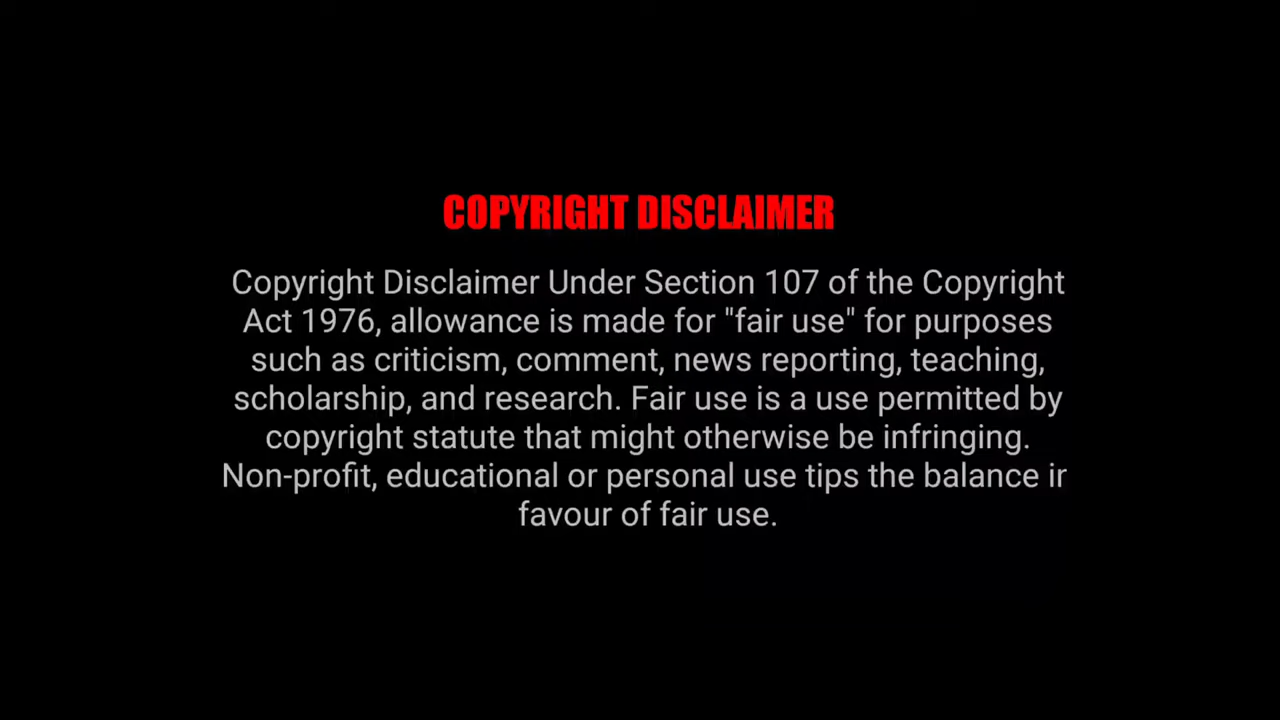 COPYRIGHT DISCLAIMER
Copyright Disclaimer Under Section 107 of the Copyright
Act 1976, allowance is made for "fair use" for purposes
such as criticism, comment, news reporting, teaching,
scholarship, and research. Fair use is a use permitted by
copyright statute that might otherwise be infringing.
Non-profit, educational or personal use tips the balance ir
favour of fair use.